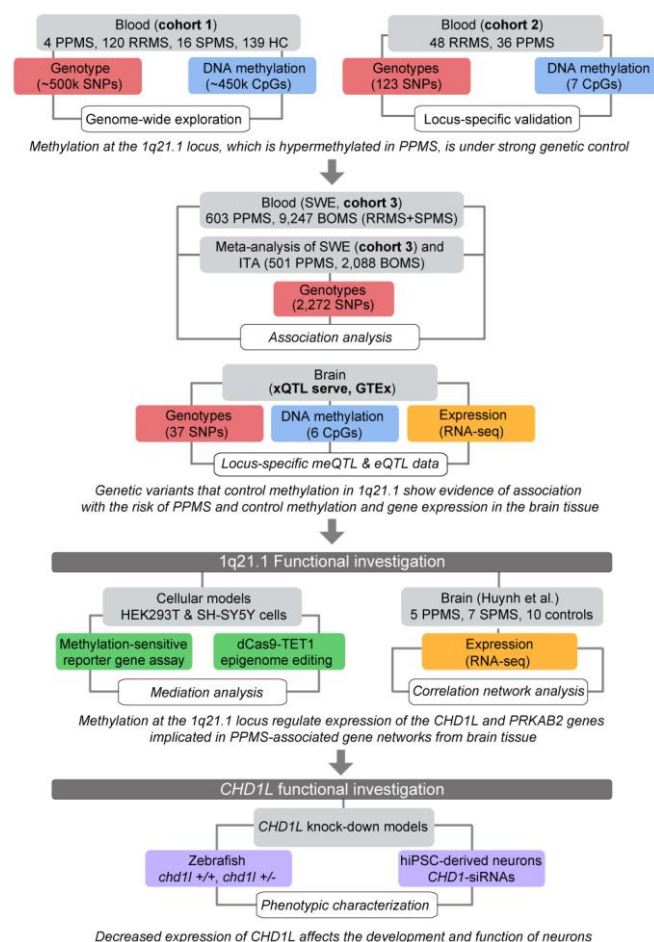 Blood (cohort 1)
4 PPMS, 120 RRMS, 16 SPMS, 139 HC
Genotype
(~500k SNPs)
DNA methylation
(~450k CpGs)
Genome-wide exploration
Blood (cohort 2)
48 RRMS, 36 PPMS
Genotypes
(123 SNPs)
DNA methylation
(7 CpGs)
Locus-specific validation
Methylation at the 1q21.1 locus, which is hypermethylated in PPMS, is under strong genetic control
Blood (SWE, cohort 3)
603 PPMS, 9,247 BOMS (RRMS+SPMS)
Meta-analysis of SWE (cohort 3) and
ITA (501 PPMS, 2,088 BOMS)
Genotypes
(2,272 SNPs)
Association analysis
Brain
(xQTL serve, GTEx)
Genotypes
(37 SNPs)
DNA methylation
(6 CpGs)
Expression
(RNA-seq)
Locus-specific meQTL & eQTL data
Genetic variants that control methylation in 1q21.1 show evidence of association
with the risk of PPMS and control methylation and gene expression in the brain tissue
1q21.1 Functional investigation
Cellular models
HEK293T & SH-SY5Y cells
Methylation-sensitive
reporter gene assay
dCas9-TET1
epigenome editing
Mediation analysis
Brain (Huynh et al.)
5 PPMS, 7 SPMS, 10 controls
Expression
(RNA-seq)
Correlation network analysis
Methylation at the 1q21.1 locus regulate expression of the CHD1L and PRKAB2 genes
implicated in PPMS-associated gene networks from brain tissue
CHD1L functional investigation
CHD1L knock-down models
Zebrafish
chd1l +/+, chd1l +/-
hiPSC-derived neurons
CHD1-siRNAs
Phenotypic characterization
Decreased expression of CHD1L affects the development and function of neurons